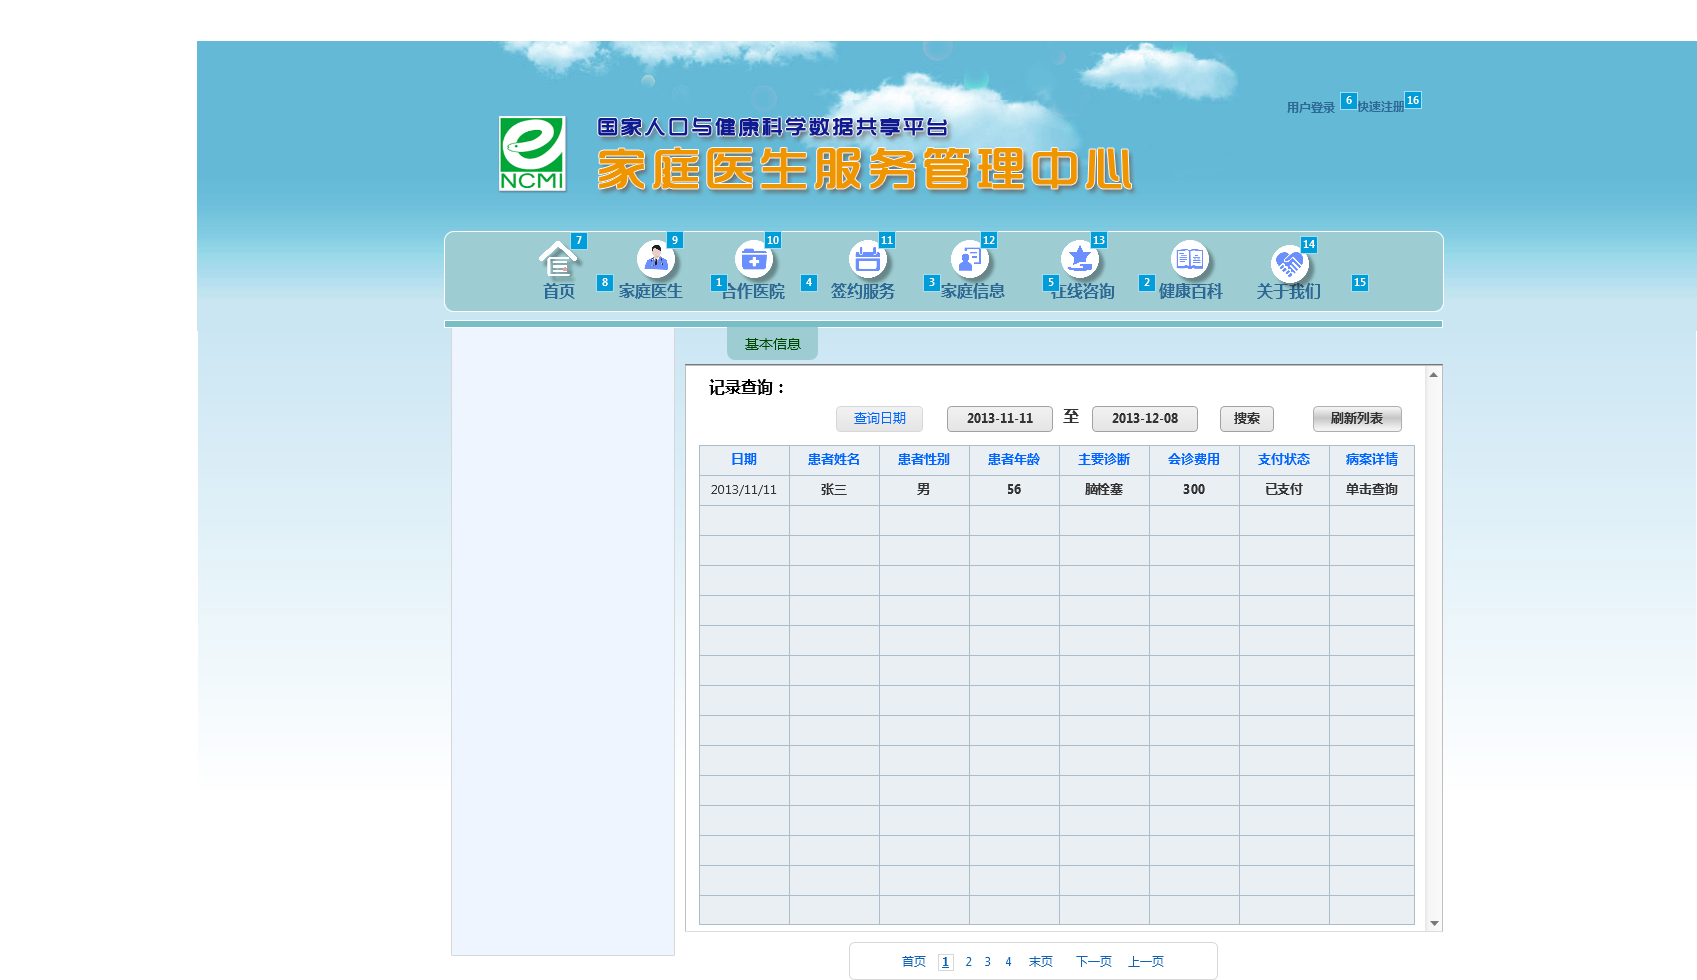 用户登录 6 快速注册 16
国家人口与健康科学数据共享平台
家庭医生服务管理中心
NCMI
7 9 10 11 12 13 14
8 1 4 3 5 2 15
首页 家庭医生 合作医院 签约服务 家庭信息 在线咨询 健康百科 关于我们
基本信息
记录查询：
查询日期 2013-11-11 至 2013-12-08 搜索 刷新列表
日期 患者姓名 患者性别 患者年龄 主要诊断 会诊费用 支付状态 病案详情
2013/11/11 张三 男 56 脑栓塞 300 已支付 单击查询
首页 1 2 3 4 末页 下一页 上一页